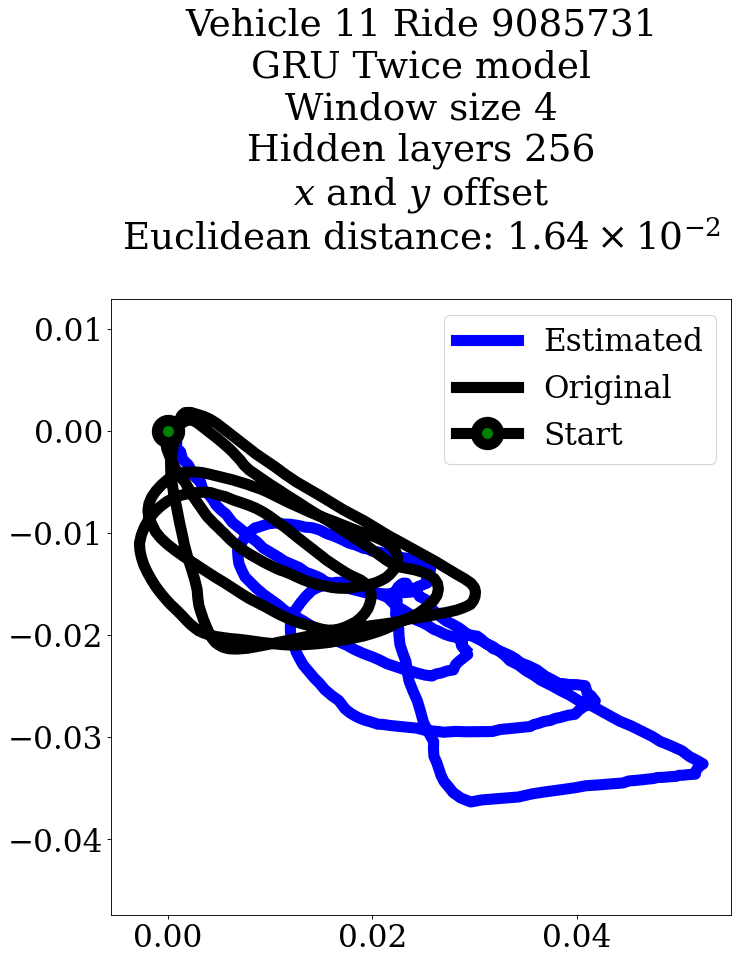 Vehicle 11 Ride 9085731
GRU Twice model
Window size 4
Hidden layers 256
x and y offset
Euclidean distance: 1.64 × 10⁻²
Estimated
Original
Start
0.01
0.00
−0.01
−0.02
−0.03
−0.04
0.00 0.02 0.04